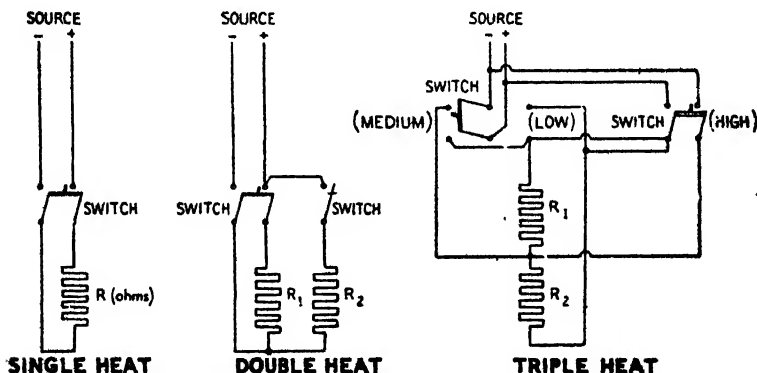 SOURCE
- +
SWITCH
R (ohms)
SINGLE HEAT
SOURCE
- +
SWITCH
SWITCH
R1
R2
DOUBLE HEAT
SOURCE
- +
SWITCH
(MEDIUM)
(LOW)
SWITCH
(HIGH)
R1
R2
TRIPLE HEAT